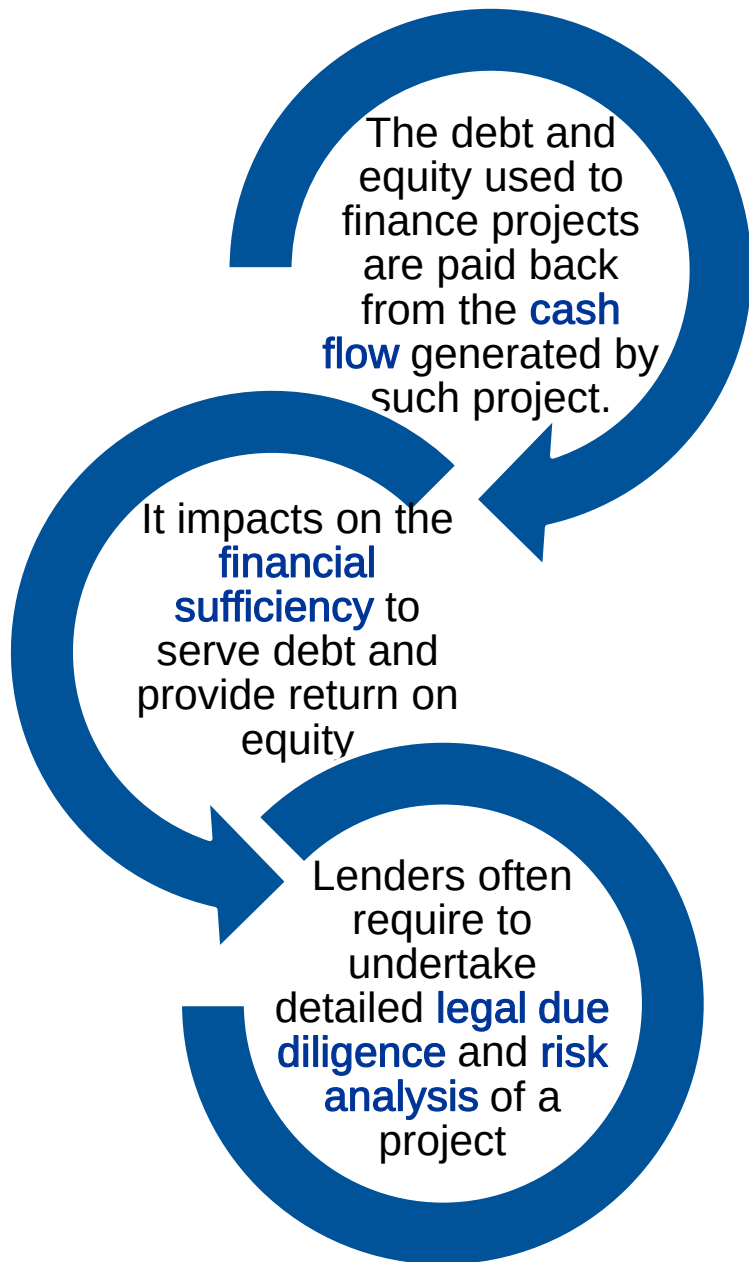 The debt and
equity used to
finance projects
are paid back
from the cash
flow generated by
such project.
It impacts on the
financial
sufficiency to
serve debt and
provide return on
equity
Lenders often
require to
undertake
detailed legal due
diligence and risk
analysis of a
project